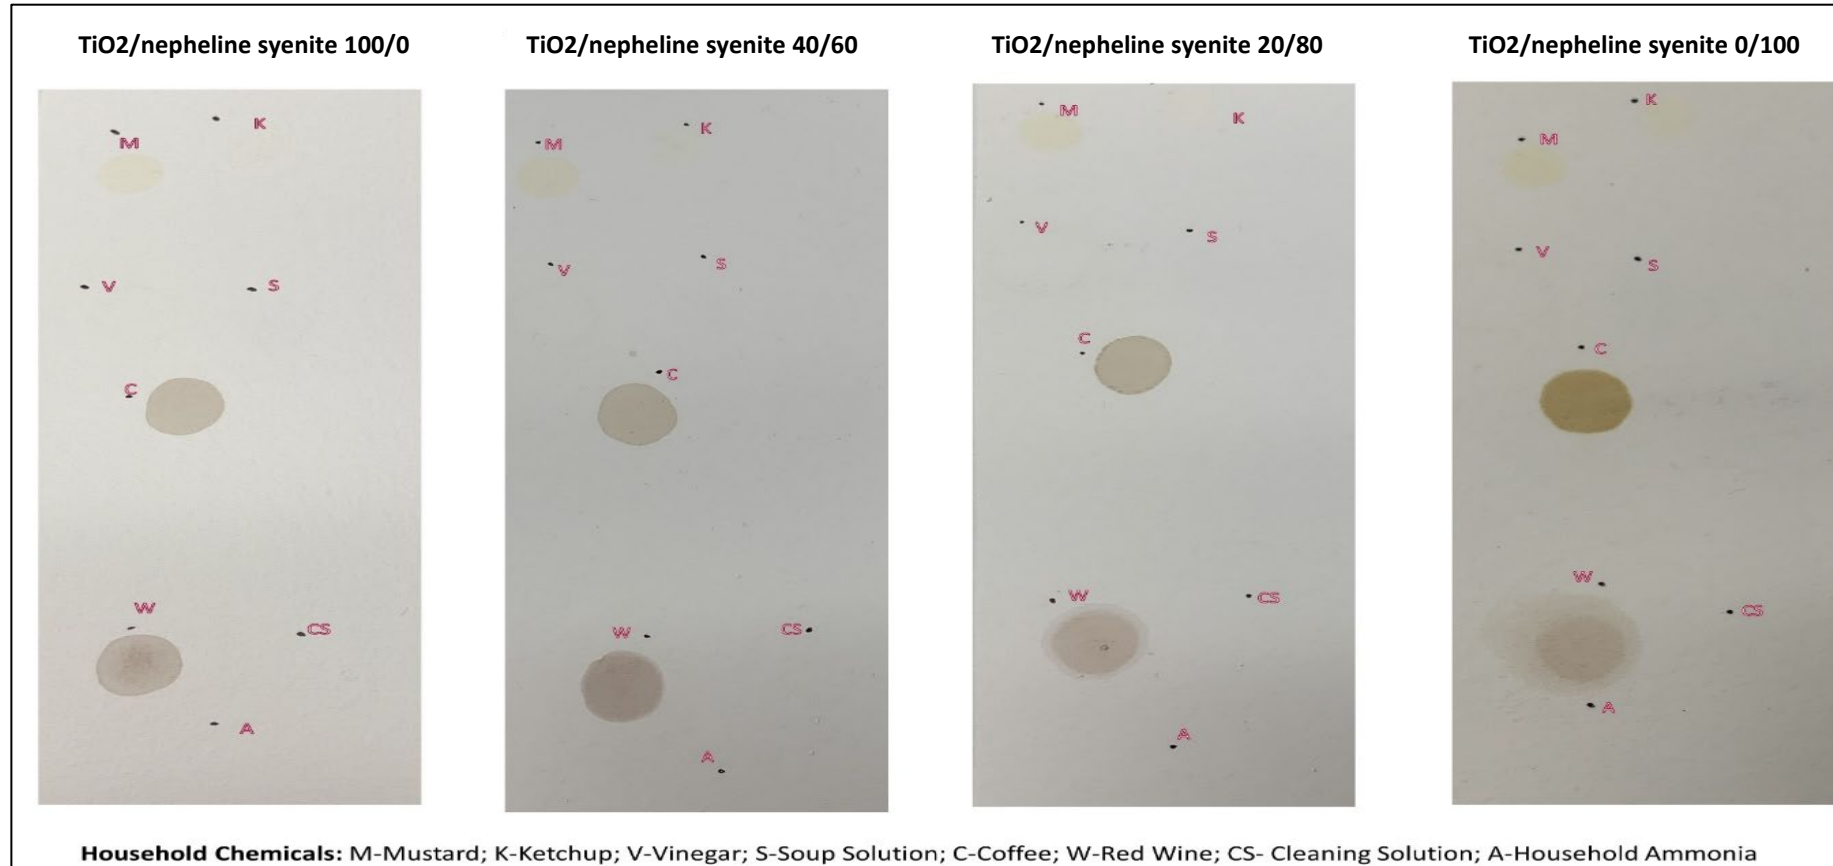 TiO2/nepheline syenite 100/0
TiO2/nepheline syenite 40/60
TiO2/nepheline syenite 20/80
TiO2/nepheline syenite 0/100
M
K
V
S
C
W
CS
A
M
K
V
S
C
W
CS
A
M
K
V
S
C
W
CS
A
K
M
V
S
C
W
CS
A
Household Chemicals: M-Mustard; K-Ketchup; V-Vinegar; S-Soup Solution; C-Coffee; W-Red Wine; CS- Cleaning Solution; A-Household Ammonia